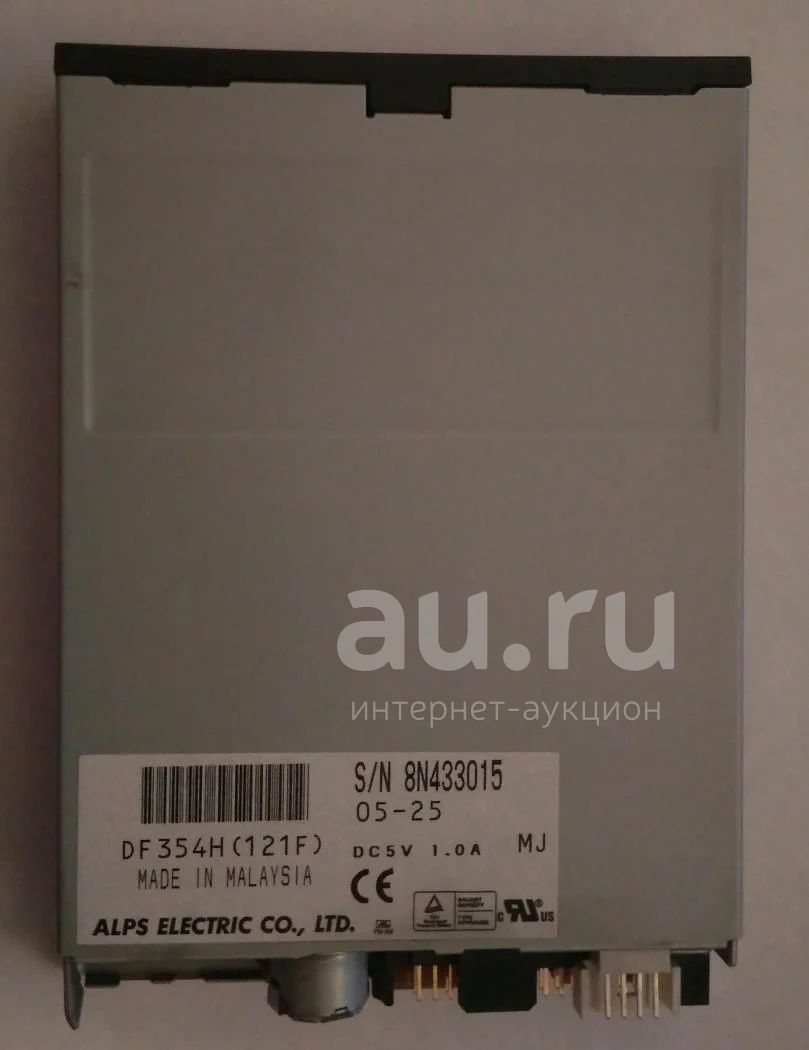 au.ru
интернет-аукцион
S/N 8N433015
05-25
DF354H(121F)
DC5V 1.0A
MJ
MADE IN MALAYSIA
CE
ALPS ELECTRIC CO., LTD.
C
US